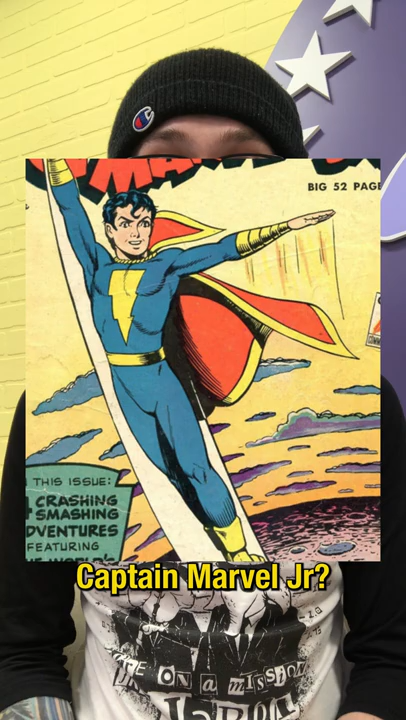 BIG 52 PAGE
THIS ISSUE:
CRASHING
SMASHING
DVENTURES
FEATURING
Captain Marvel Jr?
ON a missiOn